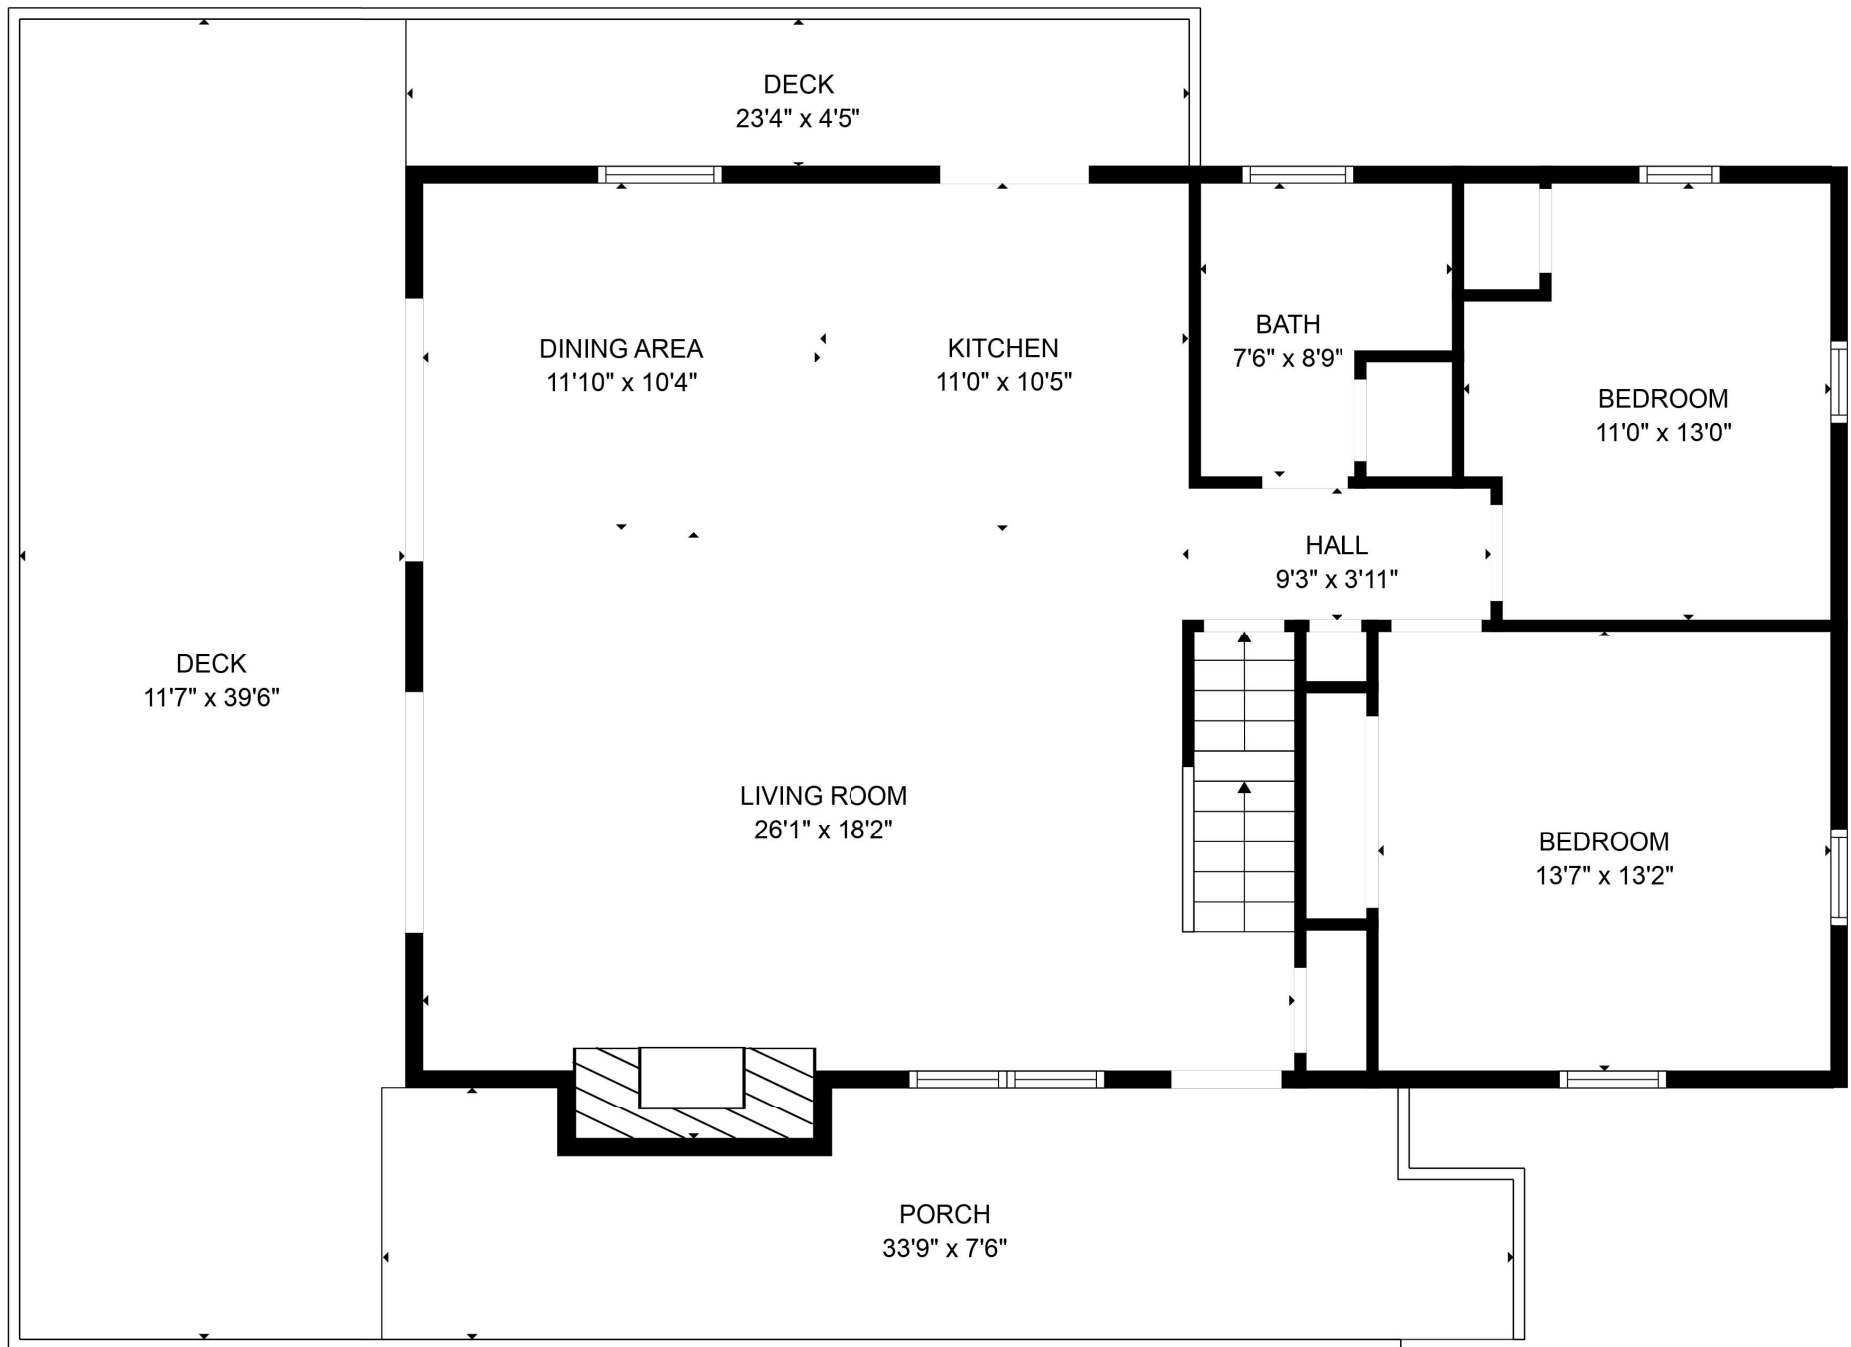 DECK
23'4" x 4'5"
DINING AREA
11'10" x 10'4"
KITCHEN
11'0" x 10'5"
BATH
7'6" x 8'9"
BEDROOM
11'0" x 13'0"
HALL
9'3" x 3'11"
DECK
11'7" x 39'6"
LIVING ROOM
26'1" x 18'2"
BEDROOM
13'7" x 13'2"
PORCH
33'9" x 7'6"